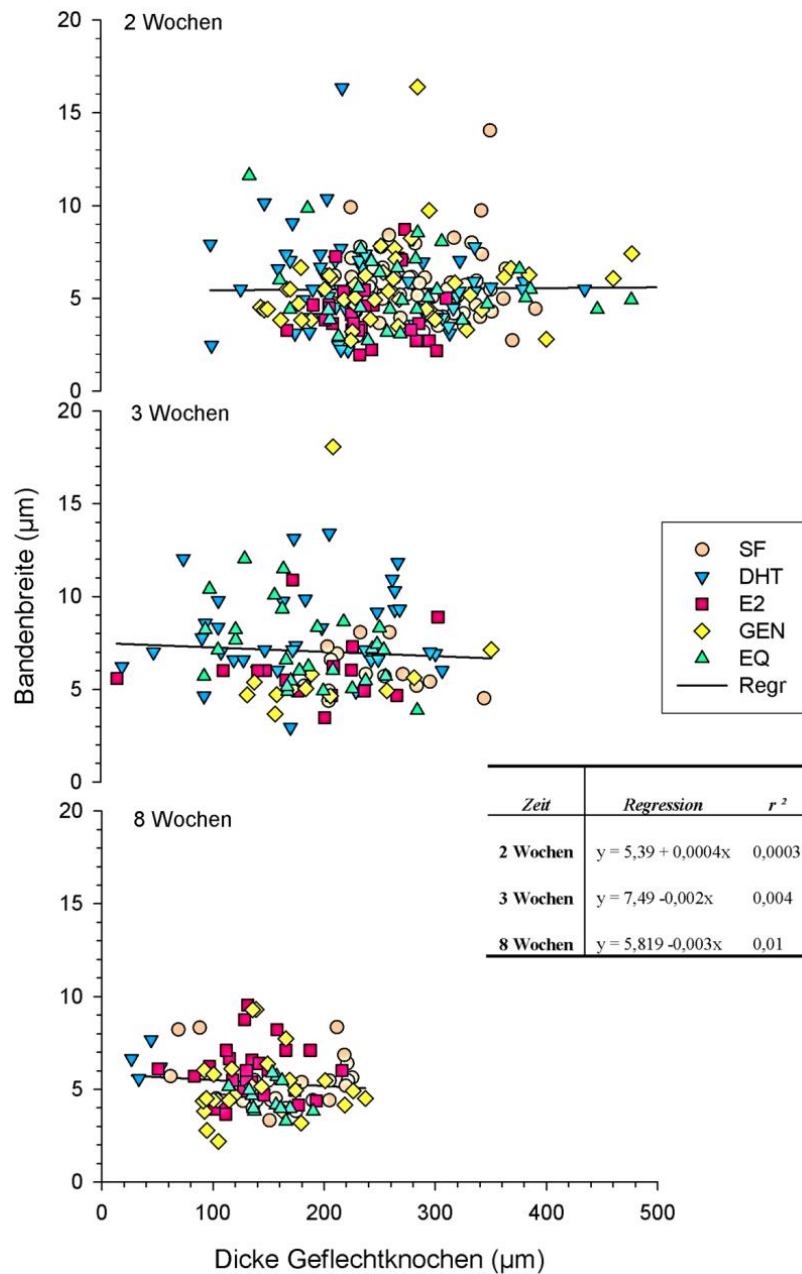 20
2 Wochen
15
10
5
0
20
3 Wochen
15
10
5
0
20
8 Wochen
15
10
5
0
0 100 200 300 400 500
Bandenbreite (µm)
Dicke Geflechtknochen (µm)
SF
DHT
E2
GEN
EQ
Regr
Zeit Regression r ²
2 Wochen y = 5,39 + 0,0004x 0,0003
3 Wochen y = 7,49 -0,002x 0,004
8 Wochen y = 5,819 -0,003x 0,01